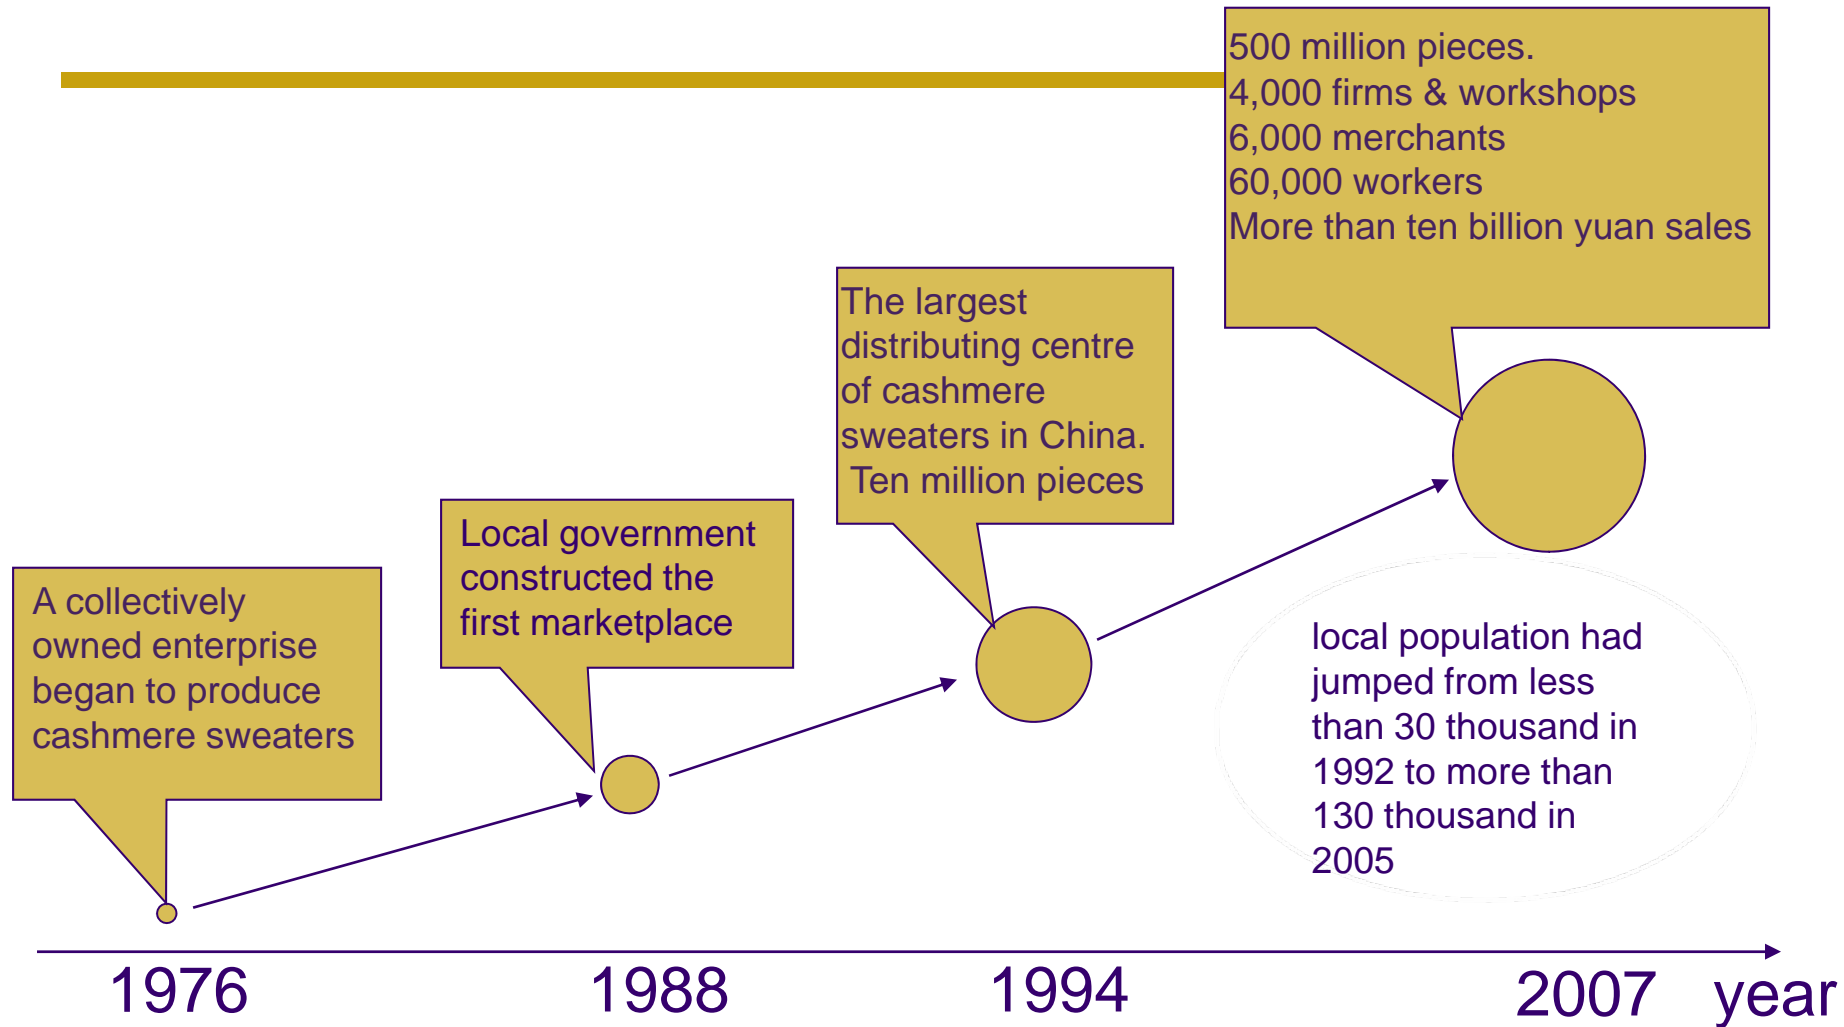 500 million pieces.
4,000 firms & workshops
6,000 merchants
60,000 workers
More than ten billion yuan sales
The largest
distributing centre
of cashmere
sweaters in China.
Ten million pieces
Local government
constructed the
first marketplace
A collectively
owned enterprise
began to produce
cashmere sweaters
local population had
jumped from less
than 30 thousand in
1992 to more than
130 thousand in
2005
1976 1988 1994 2007 year